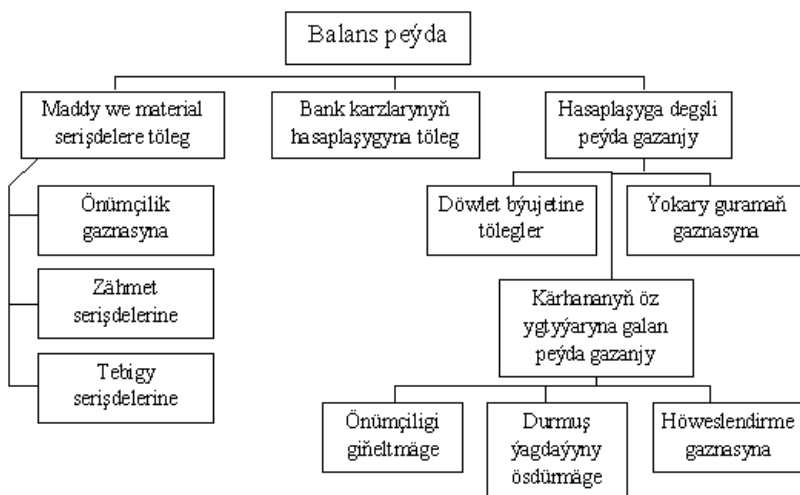 Balans peýda
Maddy we material
serişdelere töleg
Bank karzlarynyň
hasaplaşygyna töleg
Hasaplaşyga degşli
peýda gazanjy
Önümçilik
gaznasyna
Zähmet
serişdelerine
Tebigy
serişdelerine
Döwlet býujetine
tölegler
Ýokary guramaň
gaznasyna
Kärhananyň öz
ygtyýaryna galan
peýda gazanjy
Önümçiligi
giňeltmäge
Durmuş
ýagdaýyny
ösdürmäge
Höweslendirme
gaznasyna